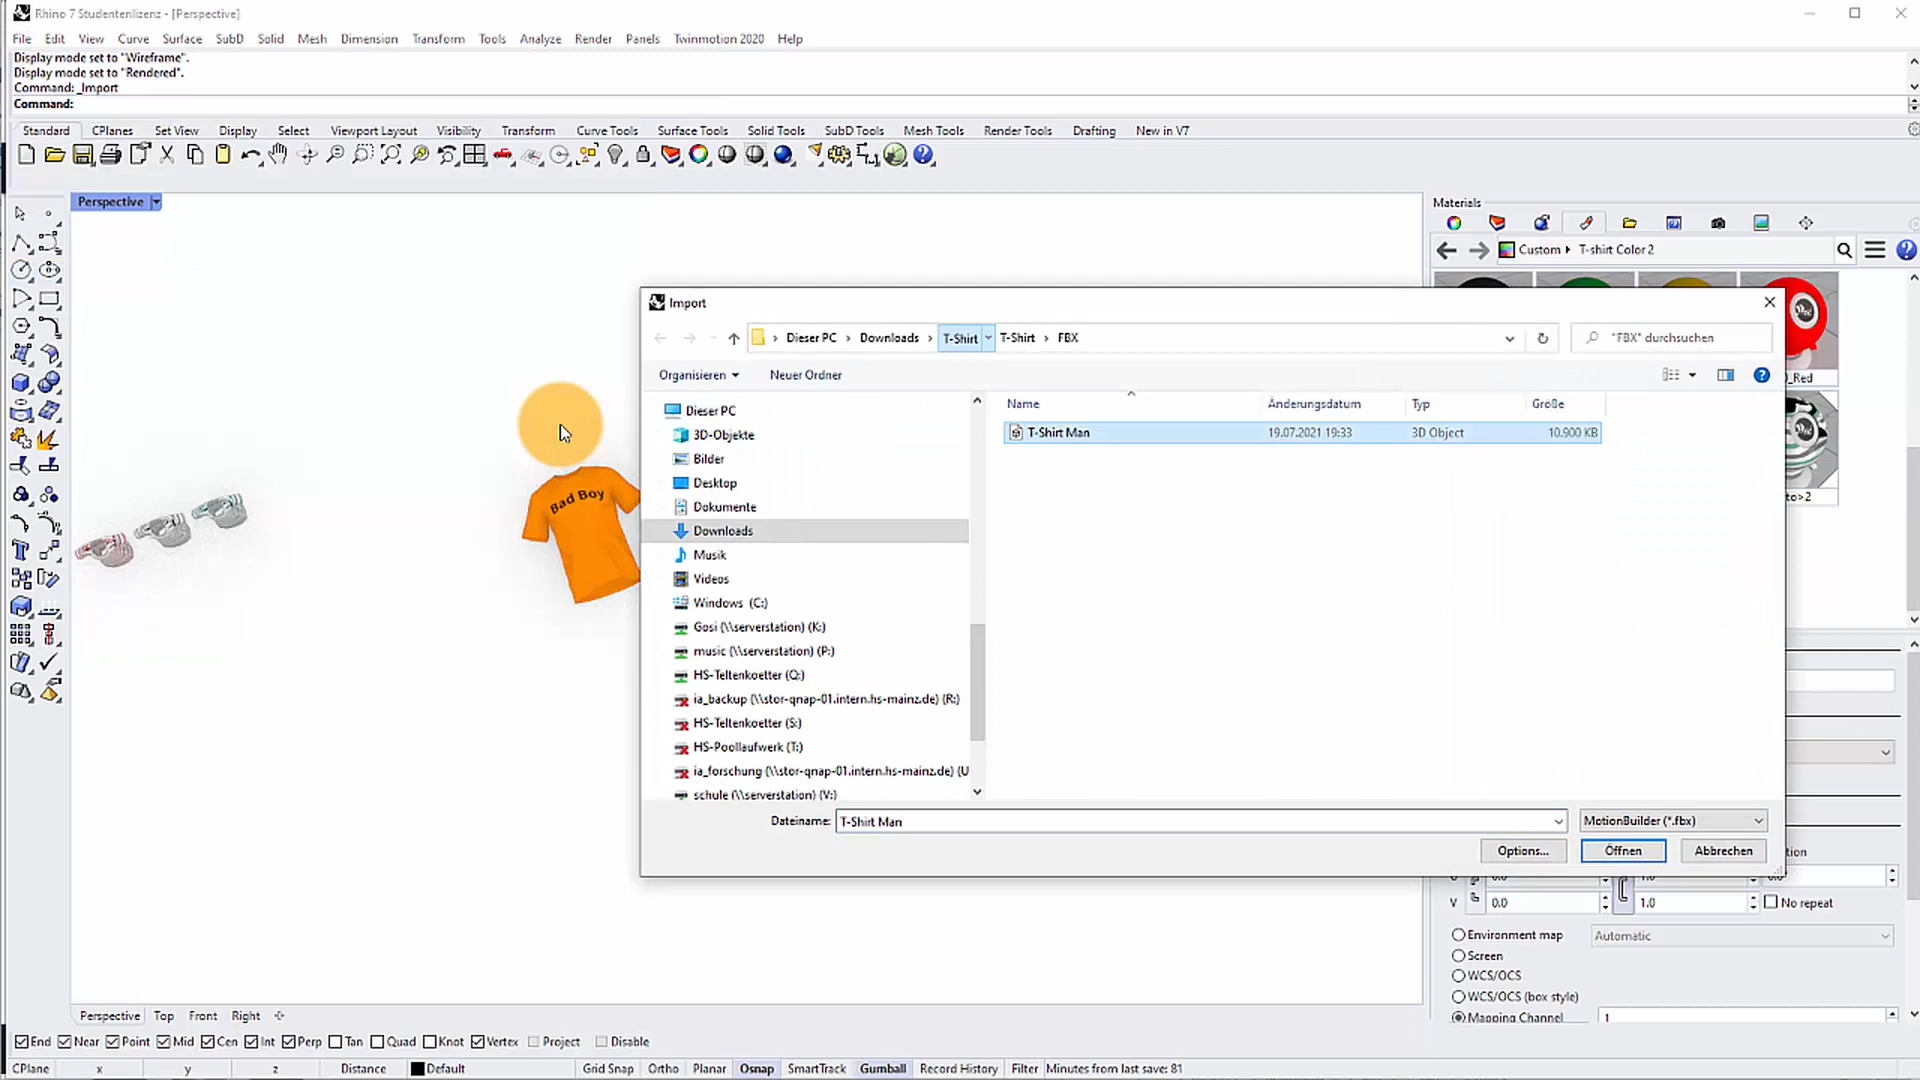 Rhino 7 Studentenlizenz - [Perspective]
File Edit View Curve Surface SubD Solid Mesh Dimension Transform Tools Analyze Render Panels Twinmotion 2020 Help
Display mode set to "Wireframe".
Display mode set to "Rendered".
Command: _Import
Command:
Standard CPlanes Set View Display Select Viewport Layout Visibility Transform Curve Tools Surface Tools Solid Tools SubD Tools Mesh Tools Render Tools Drafting New in V7
Perspective
Materials
Custom T-shirt Color 2
Import
Dieser PC Downloads T-Shirt T-Shirt FBX
"FBX" durchsuchen
Organisieren Neuer Ordner
Name Änderungsdatum Typ Größe
T-Shirt Man 19.07.2021 19:33 3D Object 10.900 KB
Dieser PC
3D-Objekte
Bilder
Desktop
Dokumente
Downloads
Musik
Videos
Windows (C:)
Gosi (\\serverstation) (K:)
music (\\serverstation) (P:)
HS-Teltenkoetter (Q:)
ia_backup (\\stor-qnap-01.intern.hs-mainz.de) (R:)
HS-Teltenkoetter (S:)
HS-Poollaufwerk (T:)
ia_forschung (\\stor-qnap-01.intern.hs-mainz.de) (U
schule (\\serverstation) (V:)
Dateiname: T-Shirt Man
MotionBuilder (*.fbx)
Options... Öffnen Abbrechen
Bad Boy
_Red
to>2
tion
V 0.0 1.0 No repeat
Environment map Automatic
Screen
WCS/OCS
WCS/OCS (box style)
Mapping Channel 1
Perspective Top Front Right
End Near Point Mid Cen Int Perp Tan Quad Knot Vertex Project Disable
CPlane x y z Distance Default Grid Snap Ortho Planar Osnap SmartTrack Gumball Record History Filter Minutes from last save: 81